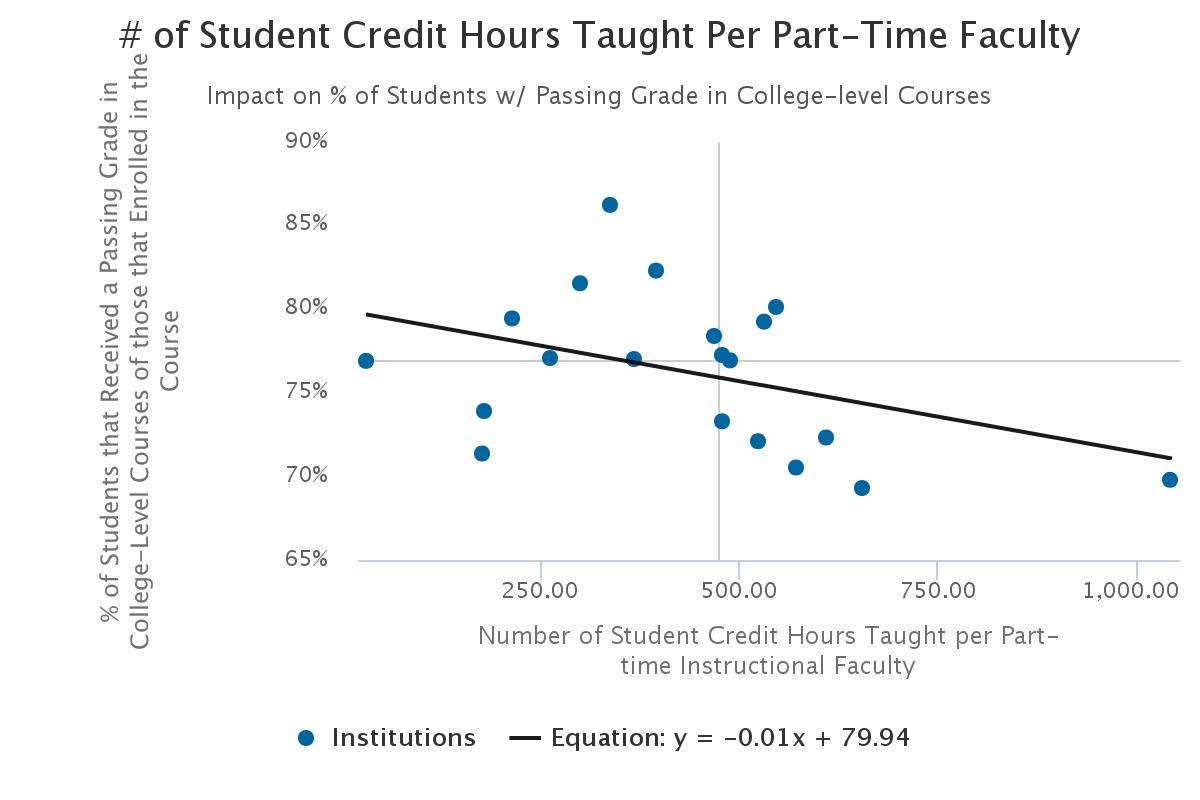 # of Student Credit Hours Taught Per Part-Time Faculty
Impact on % of Students w/ Passing Grade in College-level Courses
% of Students that Received a Passing Grade in
College-Level Courses of those that Enrolled in the
Course
90%
85%
80%
75%
70%
65%
250.00
500.00
750.00
1,000.00
Number of Student Credit Hours Taught per Part-
time Instructional Faculty
Institutions
Equation: y = -0.01x + 79.94